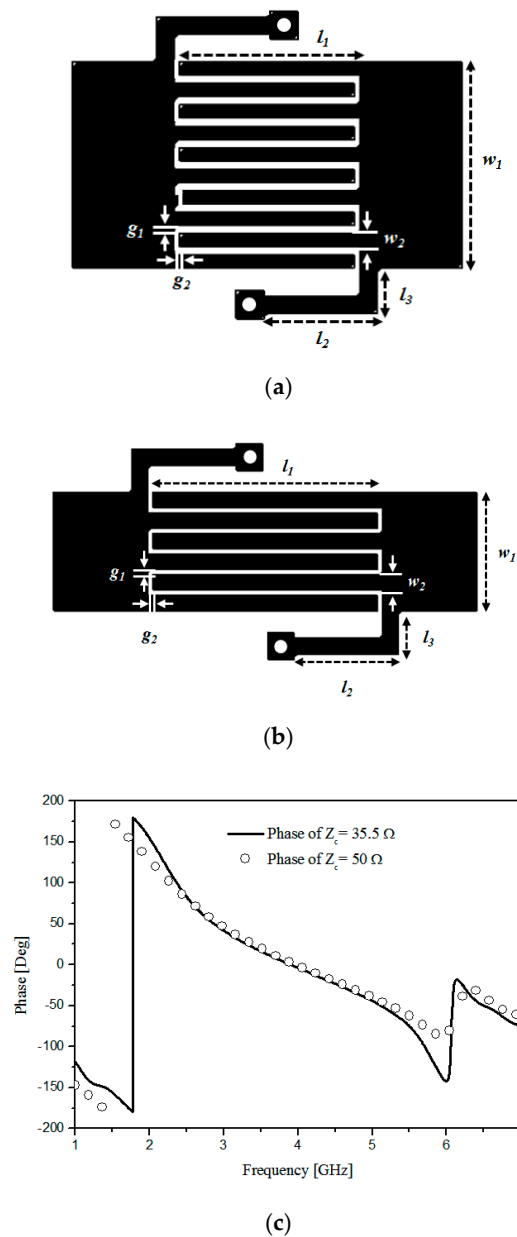 l1
w1
g1
w2
g2
l3
l2
(a)
l1
g1
w2
w1
g2
l3
l2
(b)
200
150
100
50
0
-50
-100
-150
-200
Phase [Deg]
Phase of Zc = 35.5 Ω
Phase of Zc = 50 Ω
1 2 3 4 5 6
Frequency [GHz]
(c)